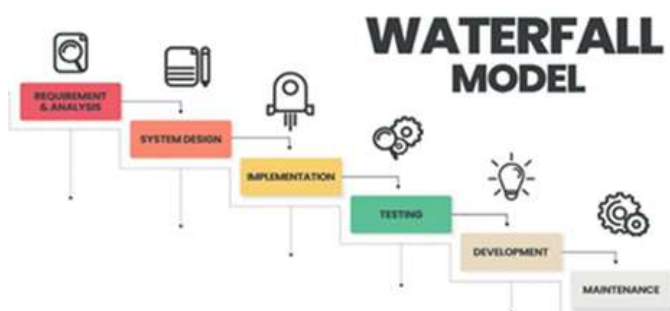 WATERFALL
MODEL
REQUIREMENT
& ANALYSIS
SYSTEM DESIGN
IMPLEMENTATION
TESTING
DEVELOPMENT
MAINTENANCE